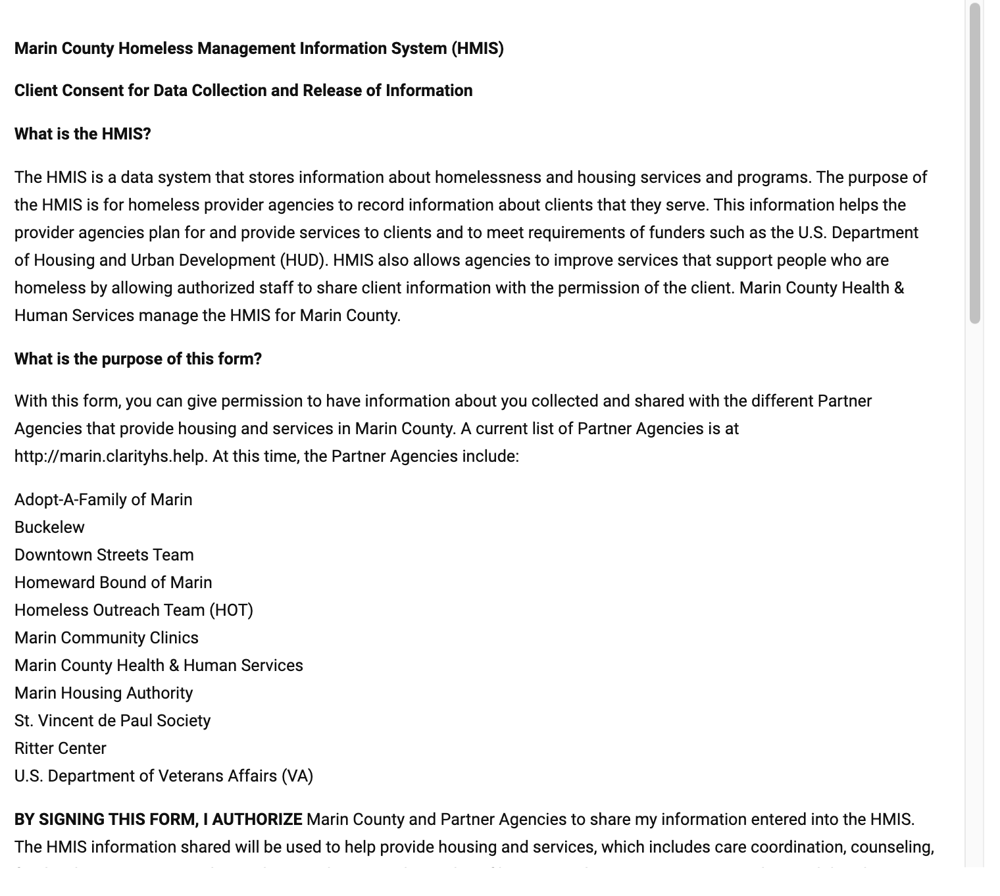 Marin County Homeless Management Information System (HMIS)
Client Consent for Data Collection and Release of Information
What is the HMIS?
The HMIS is a data system that stores information about homelessness and housing services and programs. The purpose of
the HMIS is for homeless provider agencies to record information about clients that they serve. This information helps the
provider agencies plan for and provide services to clients and to meet requirements of funders such as the U.S. Department
of Housing and Urban Development (HUD). HMIS also allows agencies to improve services that support people who are
homeless by allowing authorized staff to share client information with the permission of the client. Marin County Health &
Human Services manage the HMIS for Marin County.
What is the purpose of this form?
With this form, you can give permission to have information about you collected and shared with the different Partner
Agencies that provide housing and services in Marin County. A current list of Partner Agencies is at
http://marin.clarityhs.help. At this time, the Partner Agencies include:
Adopt-A-Family of Marin
Buckelew
Downtown Streets Team
Homeward Bound of Marin
Homeless Outreach Team (HOT)
Marin Community Clinics
Marin County Health & Human Services
Marin Housing Authority
St. Vincent de Paul Society
Ritter Center
U.S. Department of Veterans Affairs (VA)
BY SIGNING THIS FORM, I AUTHORIZE Marin County and Partner Agencies to share my information entered into the HMIS.
The HMIS information shared will be used to help provide housing and services, which includes care coordination, counseling,